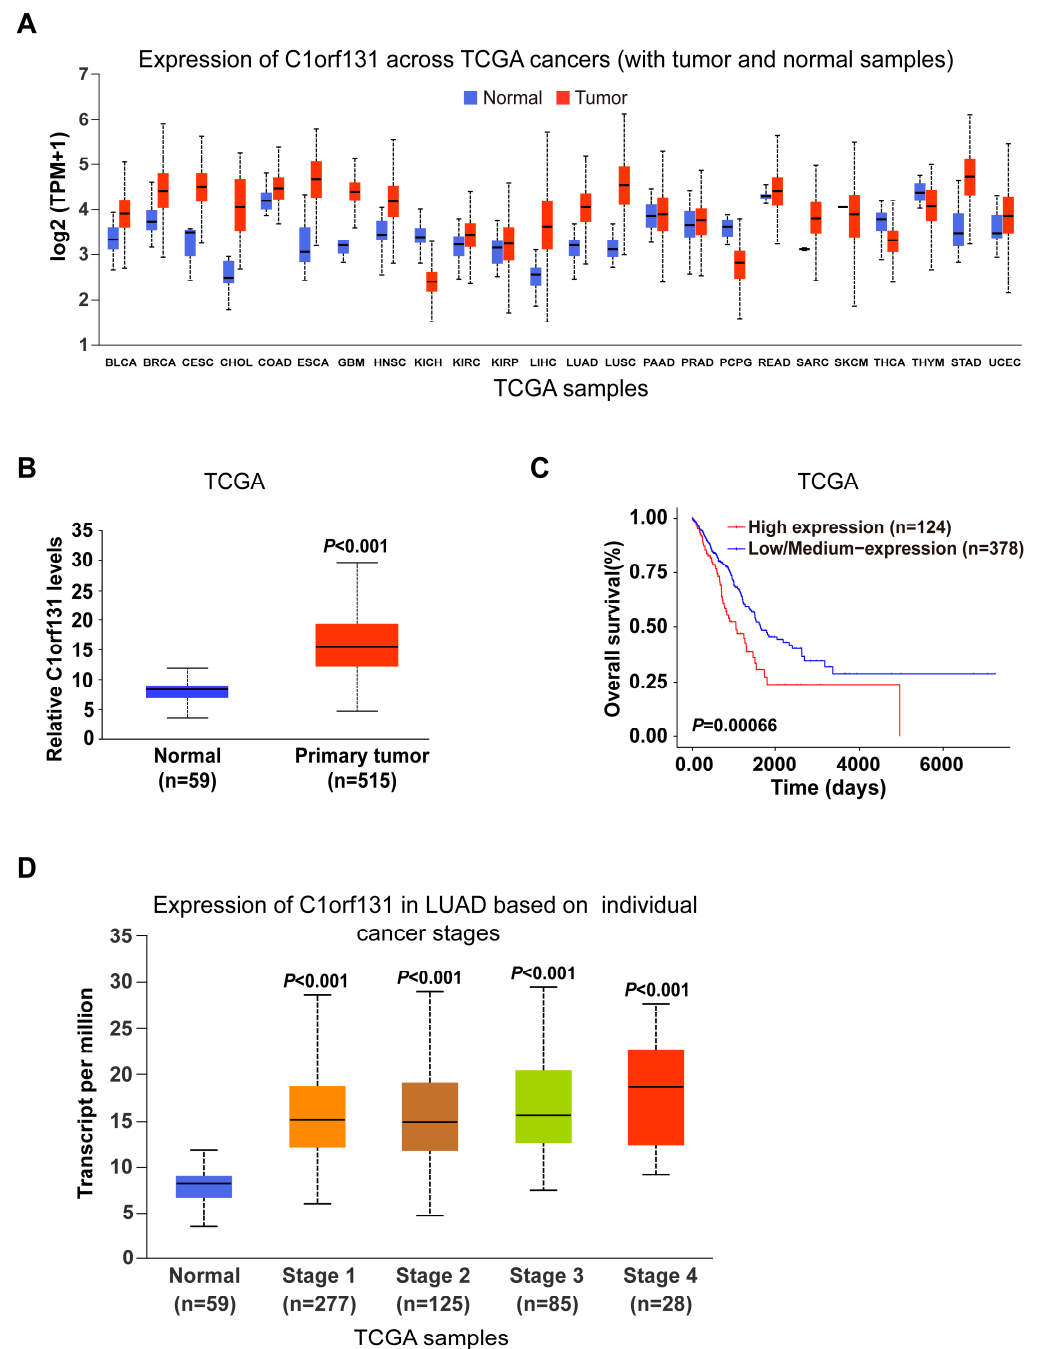 A
Expression of C1orf131 across TCGA cancers (with tumor and normal samples)
Normal Tumor
log2 (TPM+1)
7
6
5
4
3
2
1
BLCA BRCA CESC CHOL COAD ESCA GBM HNSC KICH KIRC KIRP LIHC LUAD LUSC PAAD PRAD PCPG READ SARC SKCM THCA THYM STAD UCEC
TCGA samples
B
TCGA
Relative C1orf131 levels
35
30
25
20
15
10
5
0
P<0.001
Normal Primary tumor
(n=59) (n=515)
C
TCGA
High expression (n=124)
Low/Medium−expression (n=378)
Overall survival(%)
1.00
0.75
0.50
0.25
0.00
P=0.00066
0.00 2000 4000 6000
Time (days)
D
Expression of C1orf131 in LUAD based on individual
cancer stages
Transcript per million
35
30
25
20
15
10
5
0
P<0.001 P<0.001 P<0.001 P<0.001
Normal Stage 1 Stage 2 Stage 3 Stage 4
(n=59) (n=277) (n=125) (n=85) (n=28)
TCGA samples